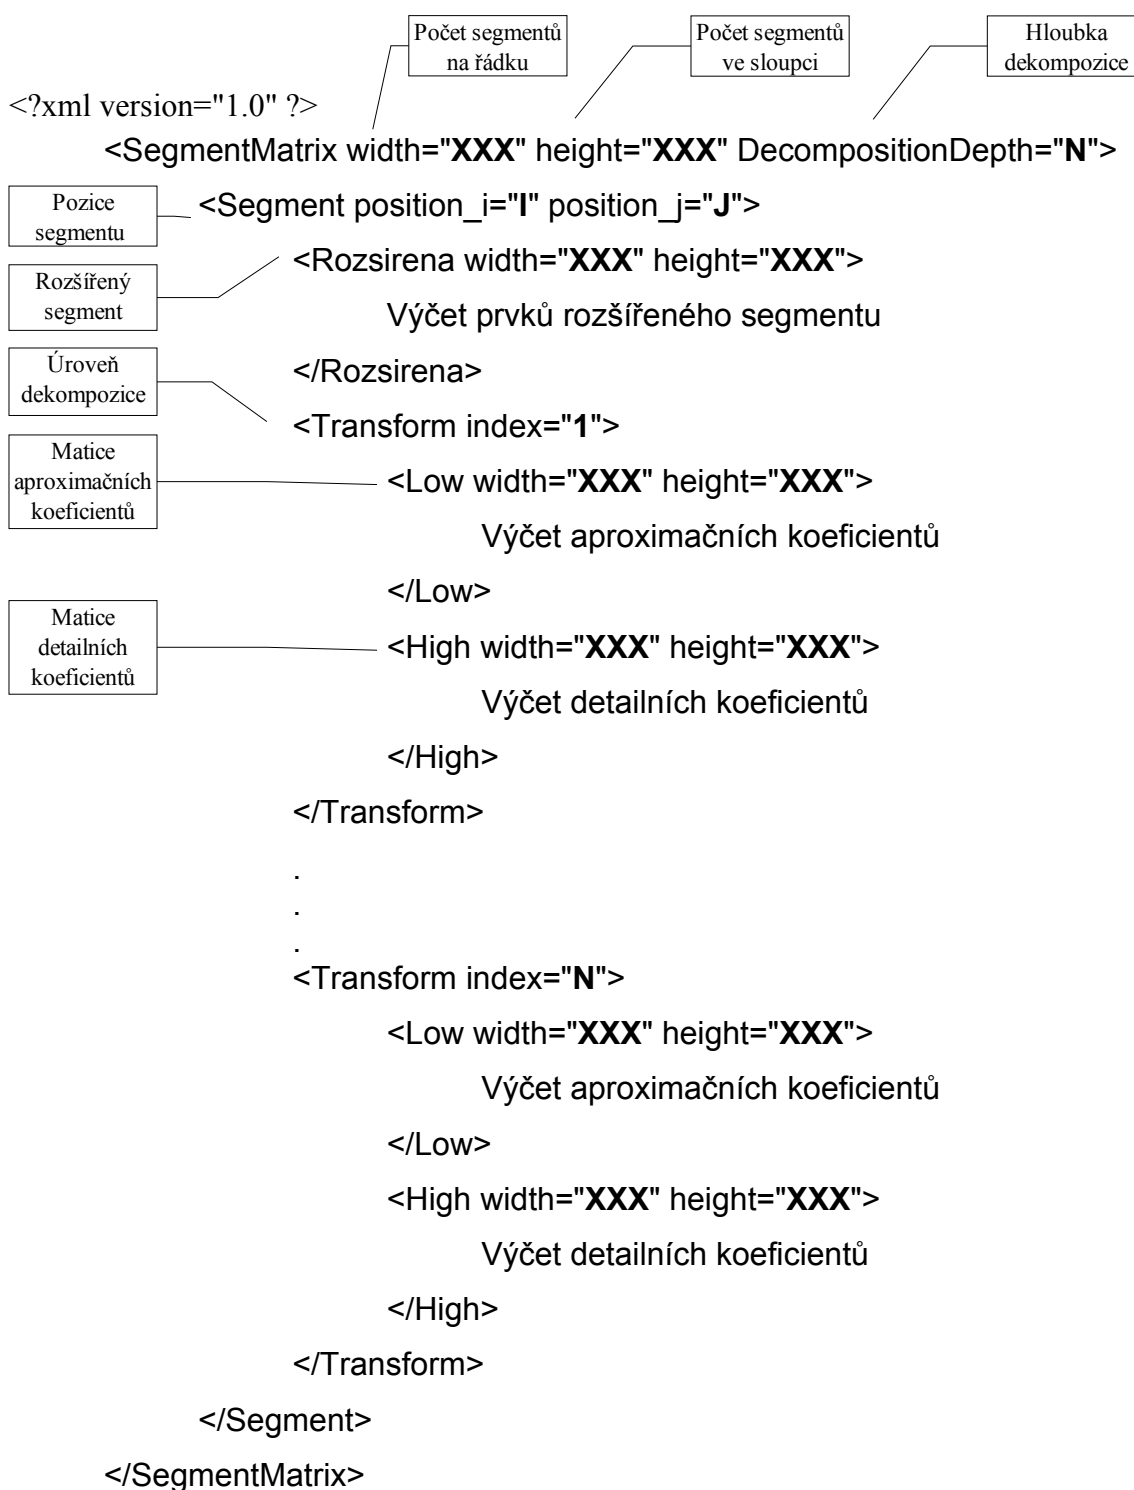 Počet segmentů
na řádku
Počet segmentů
ve sloupci
Hloubka
dekompozice
<?xml version="1.0" ?>
<SegmentMatrix width="XXX" height="XXX" DecompositionDepth="N">
Pozice
segmentu
<Segment position_i="I" position_j="J">
Rozšířený
segment
<Rozsirena width="XXX" height="XXX">
Výčet prvků rozšířeného segmentu
</Rozsirena>
Úroveň
dekompozice
<Transform index="1">
Matice
aproximačních
koeficientů
<Low width="XXX" height="XXX">
Výčet aproximačních koeficientů
</Low>
Matice
detailních
koeficientů
<High width="XXX" height="XXX">
Výčet detailních koeficientů
</High>
</Transform>
.
.
.
<Transform index="N">
<Low width="XXX" height="XXX">
Výčet aproximačních koeficientů
</Low>
<High width="XXX" height="XXX">
Výčet detailních koeficientů
</High>
</Transform>
</Segment>
</SegmentMatrix>